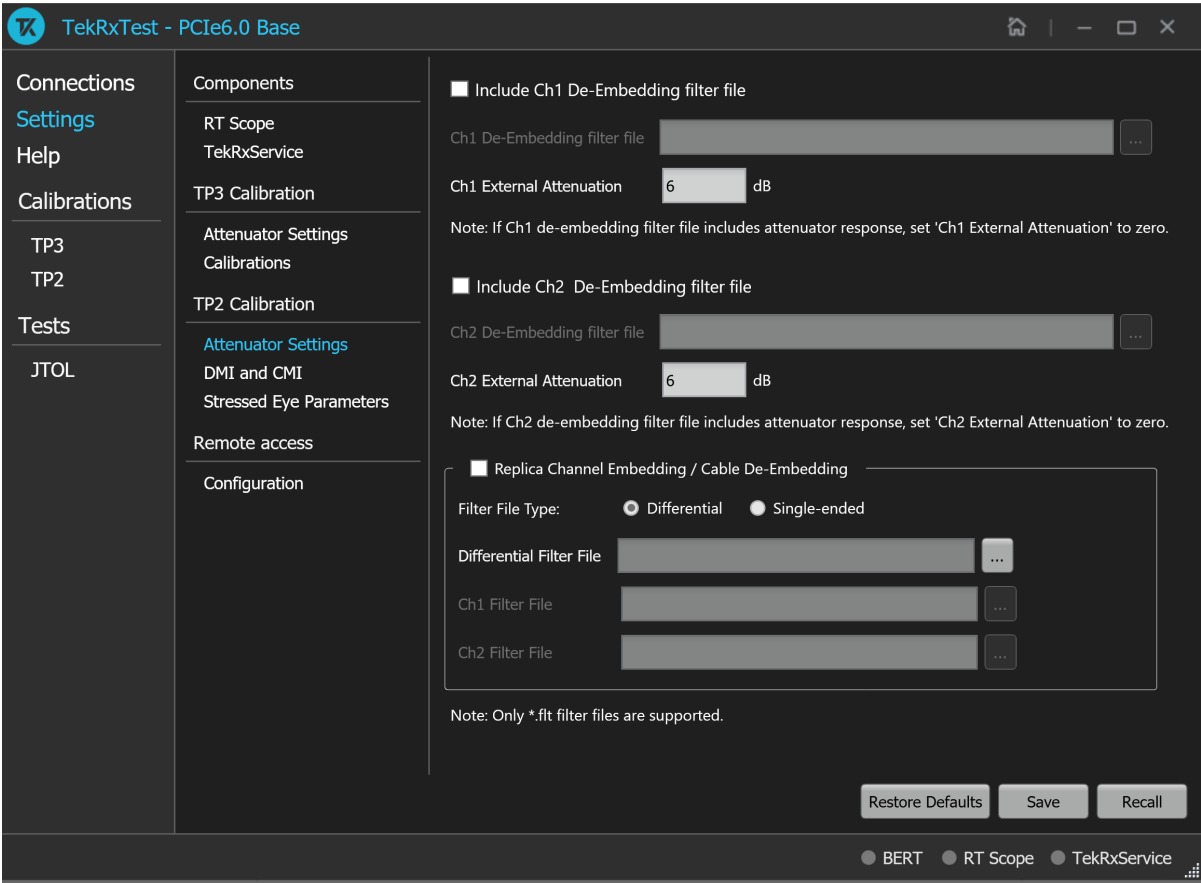 TEK TekRxTest - PCIe6.0 Base
Connections
Settings
Help
Calibrations
TP3
TP2
Tests
JTOL
Components
RT Scope
TekRxService
TP3 Calibration
Attenuator Settings
Calibrations
TP2 Calibration
Attenuator Settings
DMI and CMI
Stressed Eye Parameters
Remote access
Configuration
Include Ch1 De-Embedding filter file
Ch1 De-Embedding filter file ...
Ch1 External Attenuation 6 dB
Note: If Ch1 de-embedding filter file includes attenuator response, set 'Ch1 External Attenuation' to zero.
Include Ch2  De-Embedding filter file
Ch2 De-Embedding filter file ...
Ch2 External Attenuation 6 dB
Note: If Ch2 de-embedding filter file includes attenuator response, set 'Ch2 External Attenuation' to zero.
Replica Channel Embedding / Cable De-Embedding
Filter File Type: Differential Single-ended
Differential Filter File ...
Ch1 Filter File ...
Ch2 Filter File ...
Note: Only *.flt filter files are supported.
Restore Defaults Save Recall
BERT RT Scope TekRxService